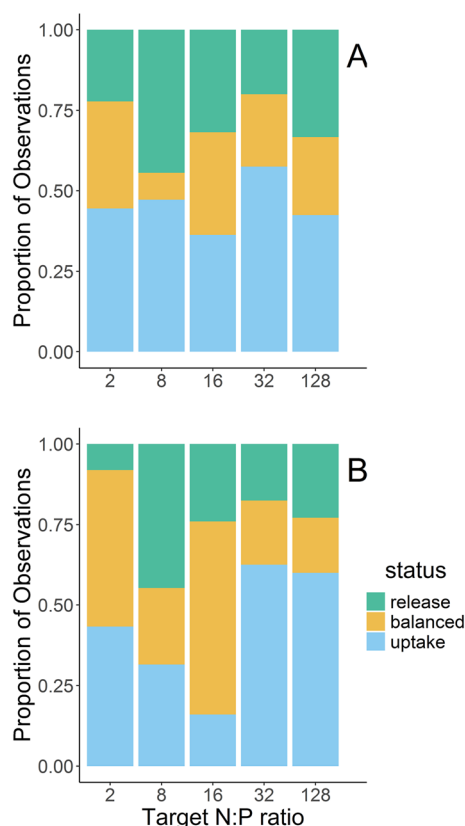 A
Proportion of Observations
1.00
0.75
0.50
0.25
0.00
2 8 16 32 128
B
Proportion of Observations
1.00
0.75
0.50
0.25
0.00
2 8 16 32 128
Target N:P ratio
status
release
balanced
uptake